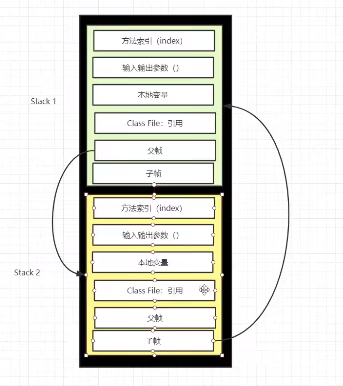 Stack 1
方法索引（index）
输入输出参数（）
本地变量
Class File：引用
父帧
子帧
Stack 2
方法索引（index）
输入输出参数（）
本地变量
Class File：引用
父帧
子帧